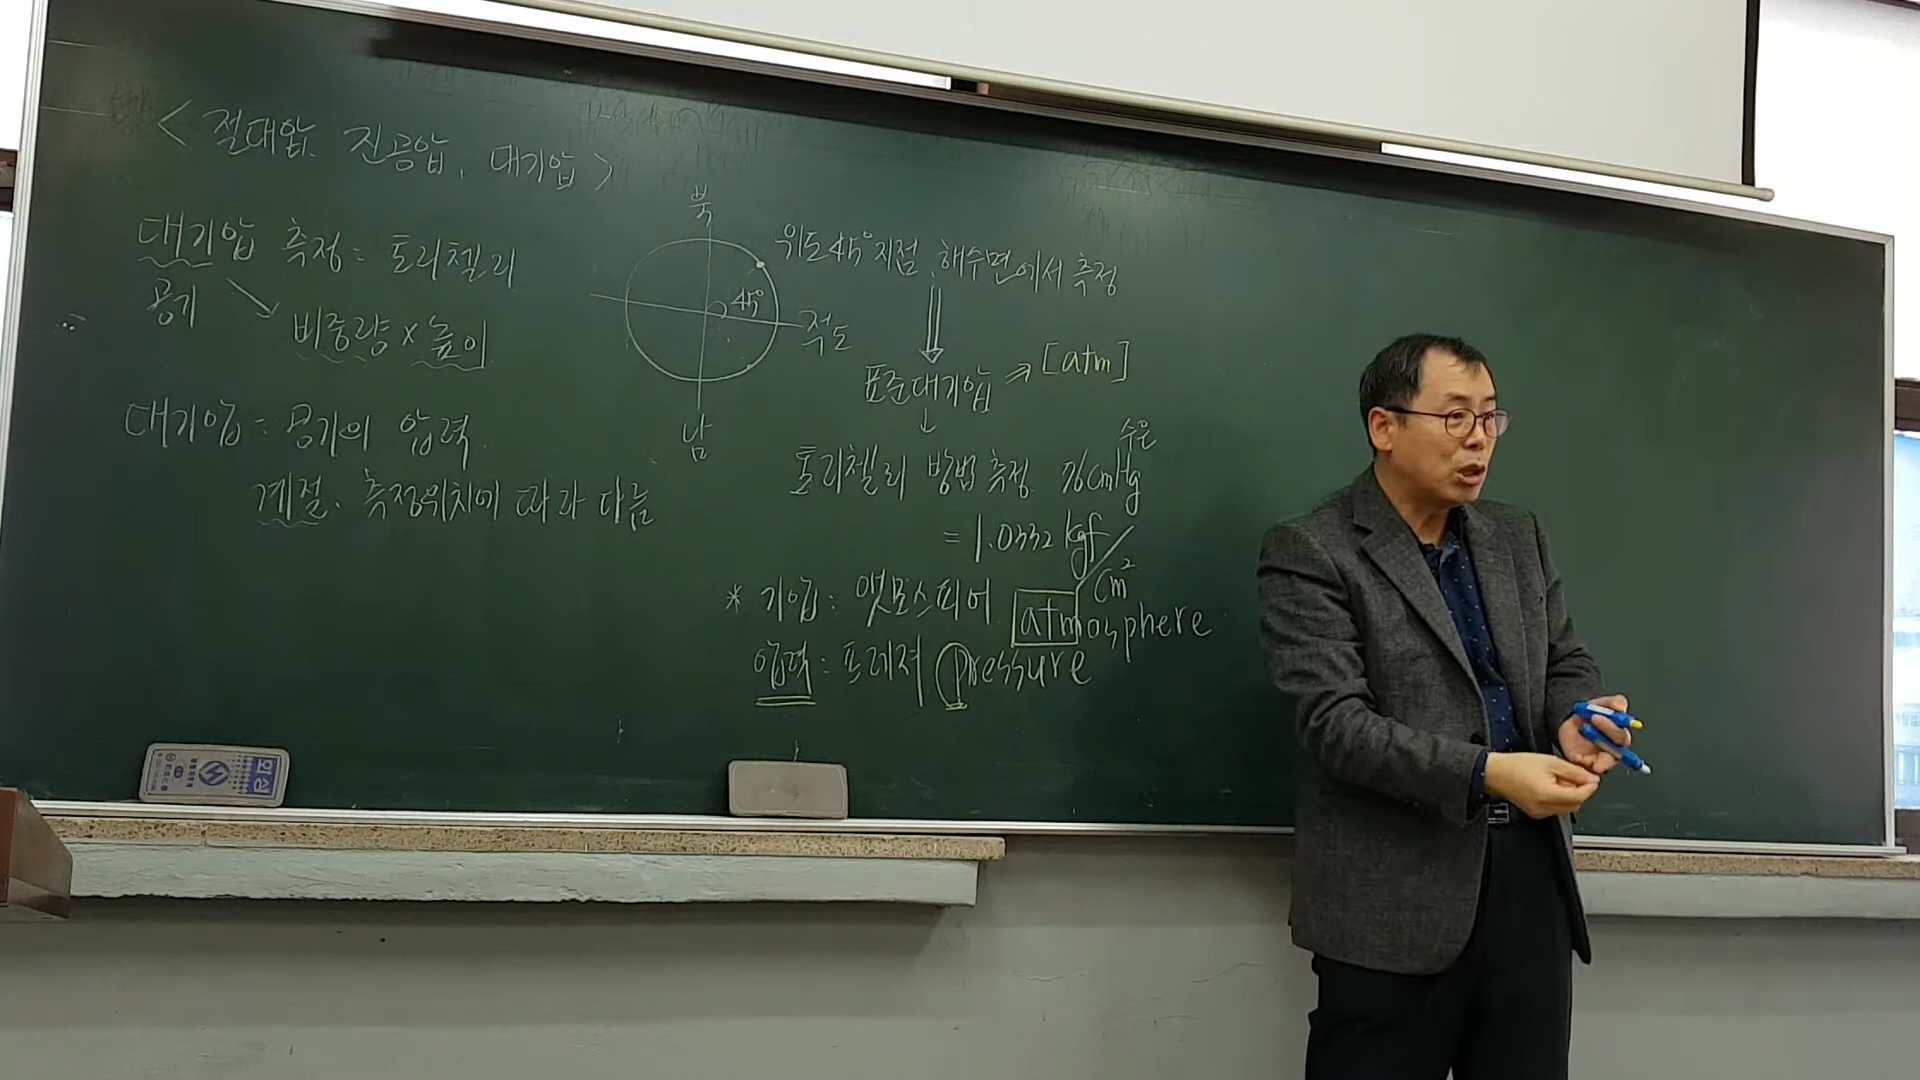 < 절대압, 진공압, 대기압 >
대기압 측정 = 토리첼리
공기
비중량 × 높이
대기압 = 공기의 압력.
계절. 측정위치에 따라 다름
북
45°
적도
남
위도 45° 지점, 해수면에서 측정
표준대기압 ⇒ [atm]
수은
토리첼리 방법 측정 76cmHg
= 1.0332 kgf/cm²
* 기압 : 앳모스피어 atmosphere
압력 : 프레져 pressure
외상